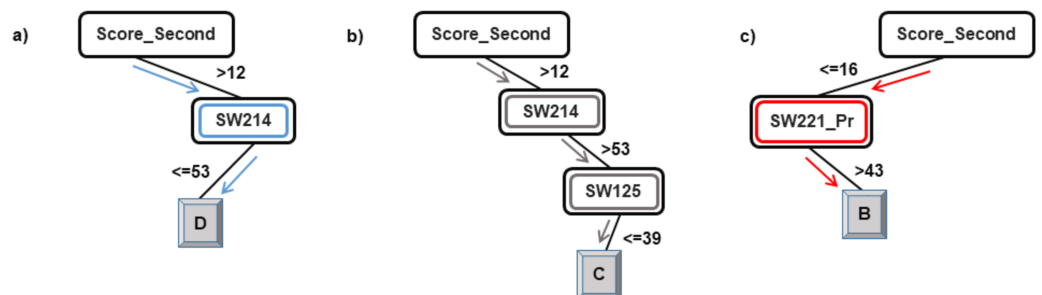 a)
Score_Second
>12
SW214
<=53
D
b)
Score_Second
>12
SW214
>53
SW125
<=39
C
c)
Score_Second
<=16
SW221_Pr
>43
B